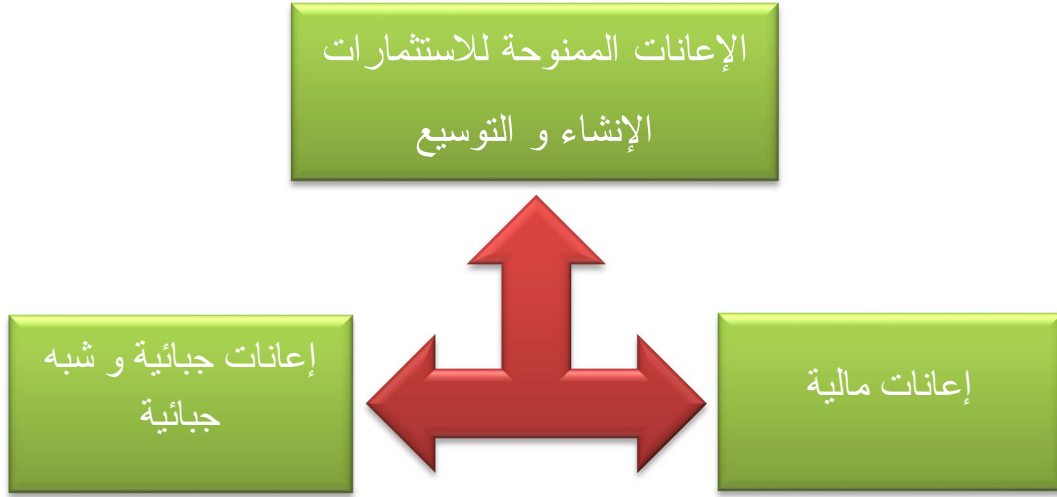 الإعانات الممنوحة للاستثمارات
الإنشاء و التوسيع
إعانات مالية
إعانات جبائية و شبه
جبائية